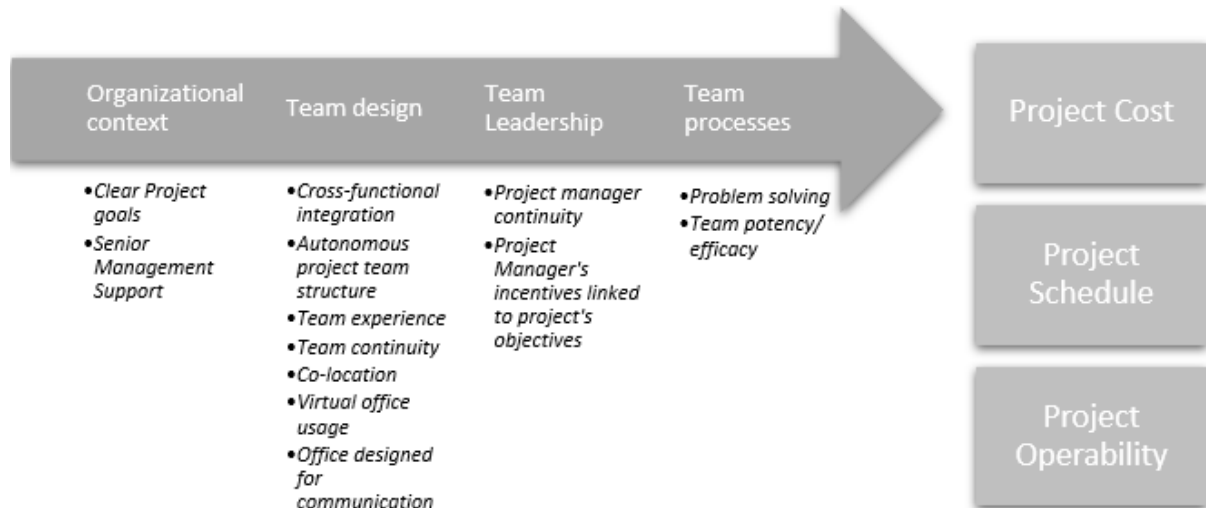 Organizational
context
Team design
Team
Leadership
Team
processes
•Clear Project
goals
•Senior
Management
Support
•Cross-functional
integration
•Autonomous
project team
structure
•Team experience
•Team continuity
•Co-location
•Virtual office
usage
•Office designed
for
communication
•Project manager
continuity
•Project
Manager's
incentives linked
to project's
objectives
•Problem solving
•Team potency/
efficacy
Project Cost
Project
Schedule
Project
Operability